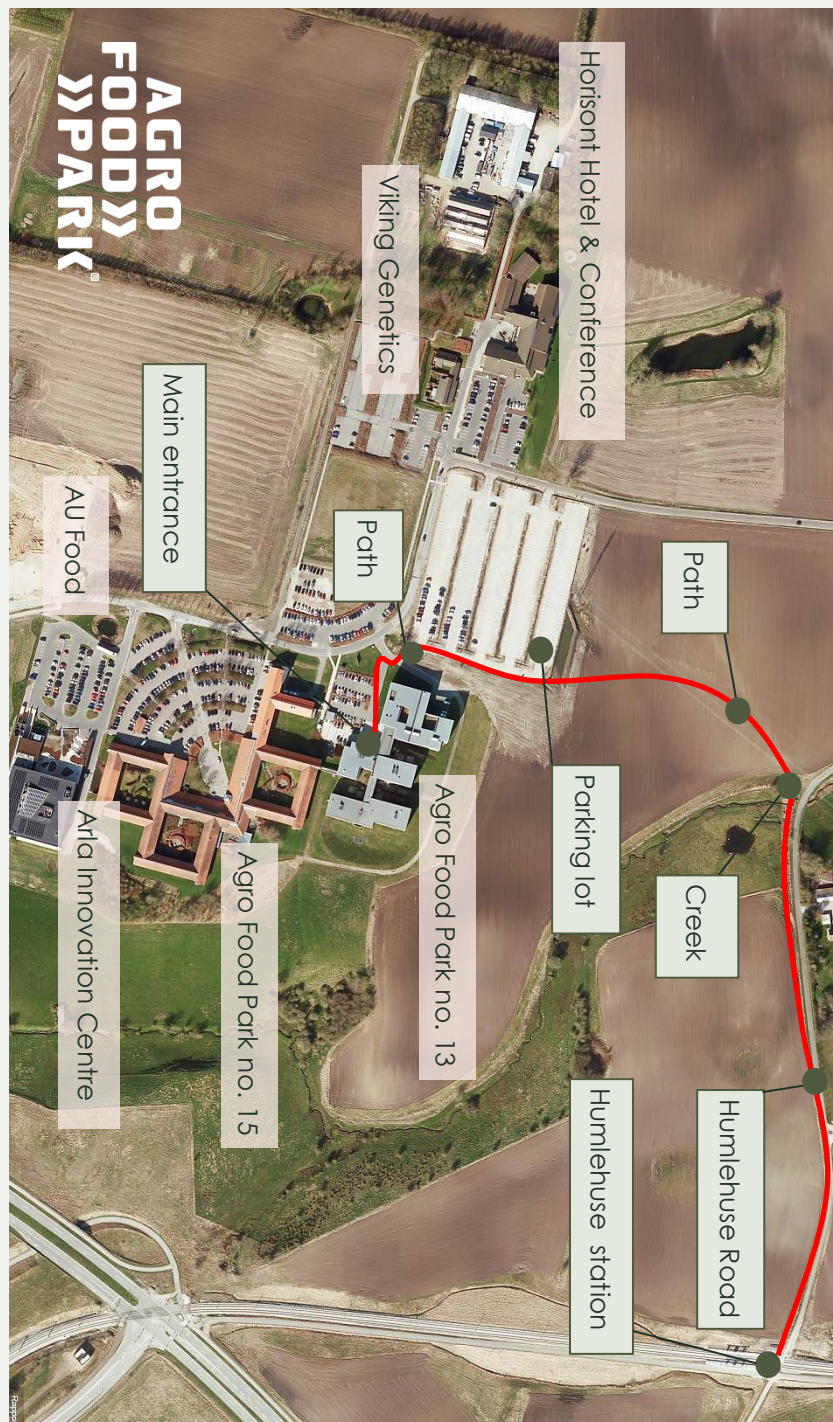 AGRO
FOOD»
»PARK®
Horisont Hotel & Conference
Viking Genetics
Main entrance
AU Food
Path
Path
Parking lot
Creek
Agro Food Park no. 13
Agro Food Park no. 15
Arla Innovation Centre
Humlehuse Road
Humlehuse station